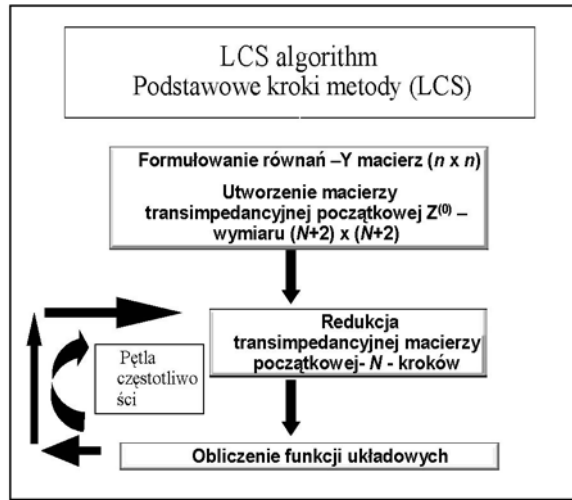 LCS algorithm
Podstawowe kroki metody (LCS)
Formułowanie równań –Y macierz (n x n)
Utworzenie macierzy
transimpedancyjnej początkowej Z(0) –
wymiaru (N+2) x (N+2)
Redukcja
transimpedancyjnej macierzy
początkowej- N - kroków
Pętla
częstotliwo
ści
Obliczenie funkcji układowych